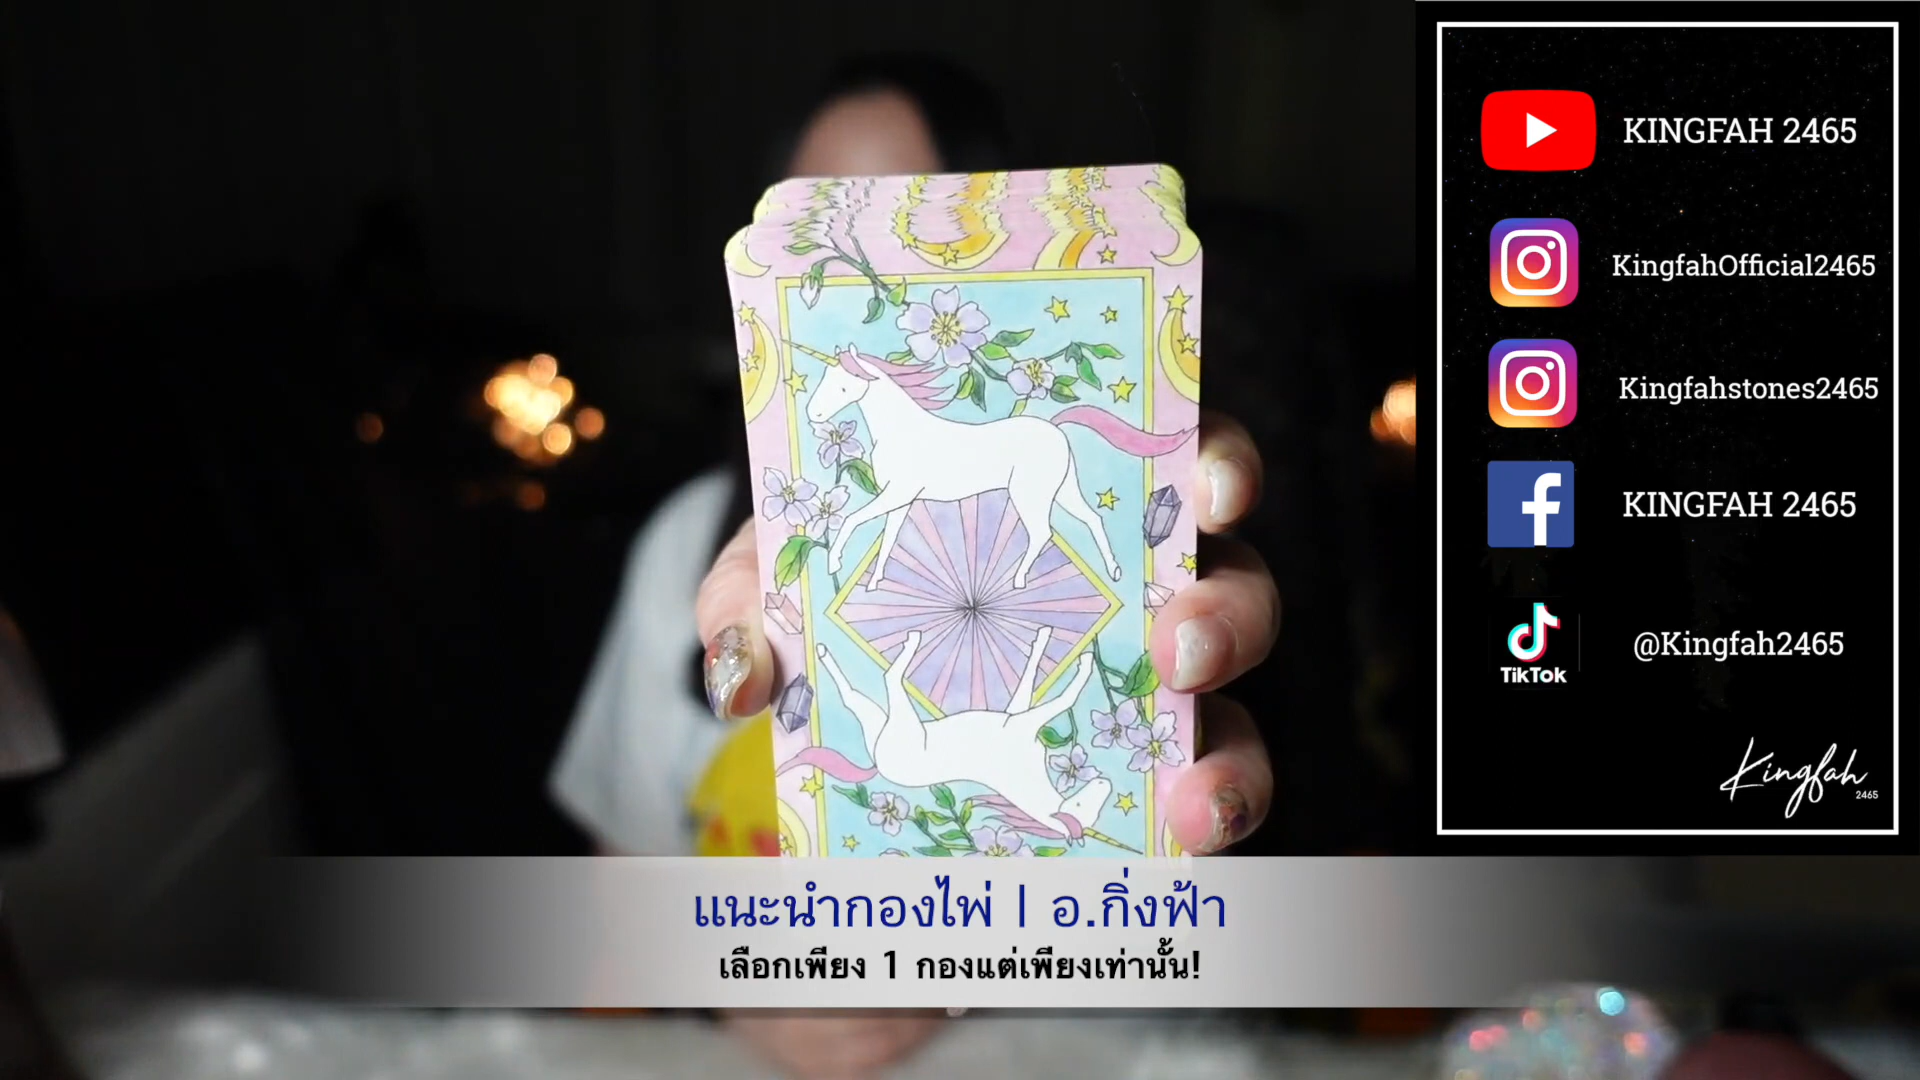 KINGFAH 2465
KingfahOfficial2465
Kingfahstones2465
KINGFAH 2465
TikTok
@Kingfah2465
Kingfah
2465
แนะนำกองไพ่ | อ.กิ่งฟ้า
เลือกเพียง 1 กองแต่เพียงเท่านั้น!